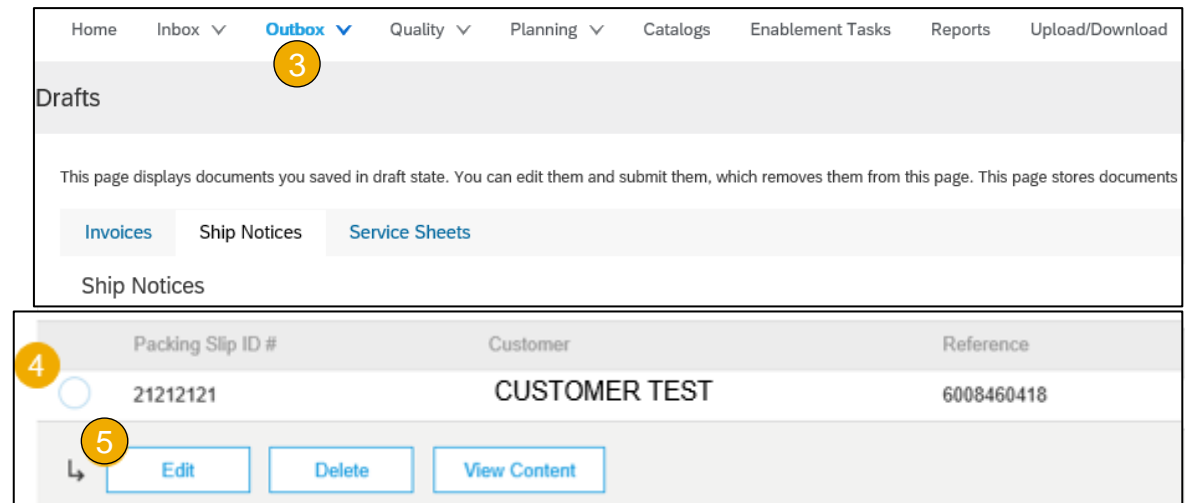 Home Inbox Outbox Quality Planning Catalogs Enablement Tasks Reports Upload/Download
3
Drafts
This page displays documents you saved in draft state. You can edit them and submit them, which removes them from this page. This page stores documents
Invoices Ship Notices Service Sheets
Ship Notices
Packing Slip ID # Customer Reference
4
21212121 CUSTOMER TEST 6008460418
5
Edit Delete View Content